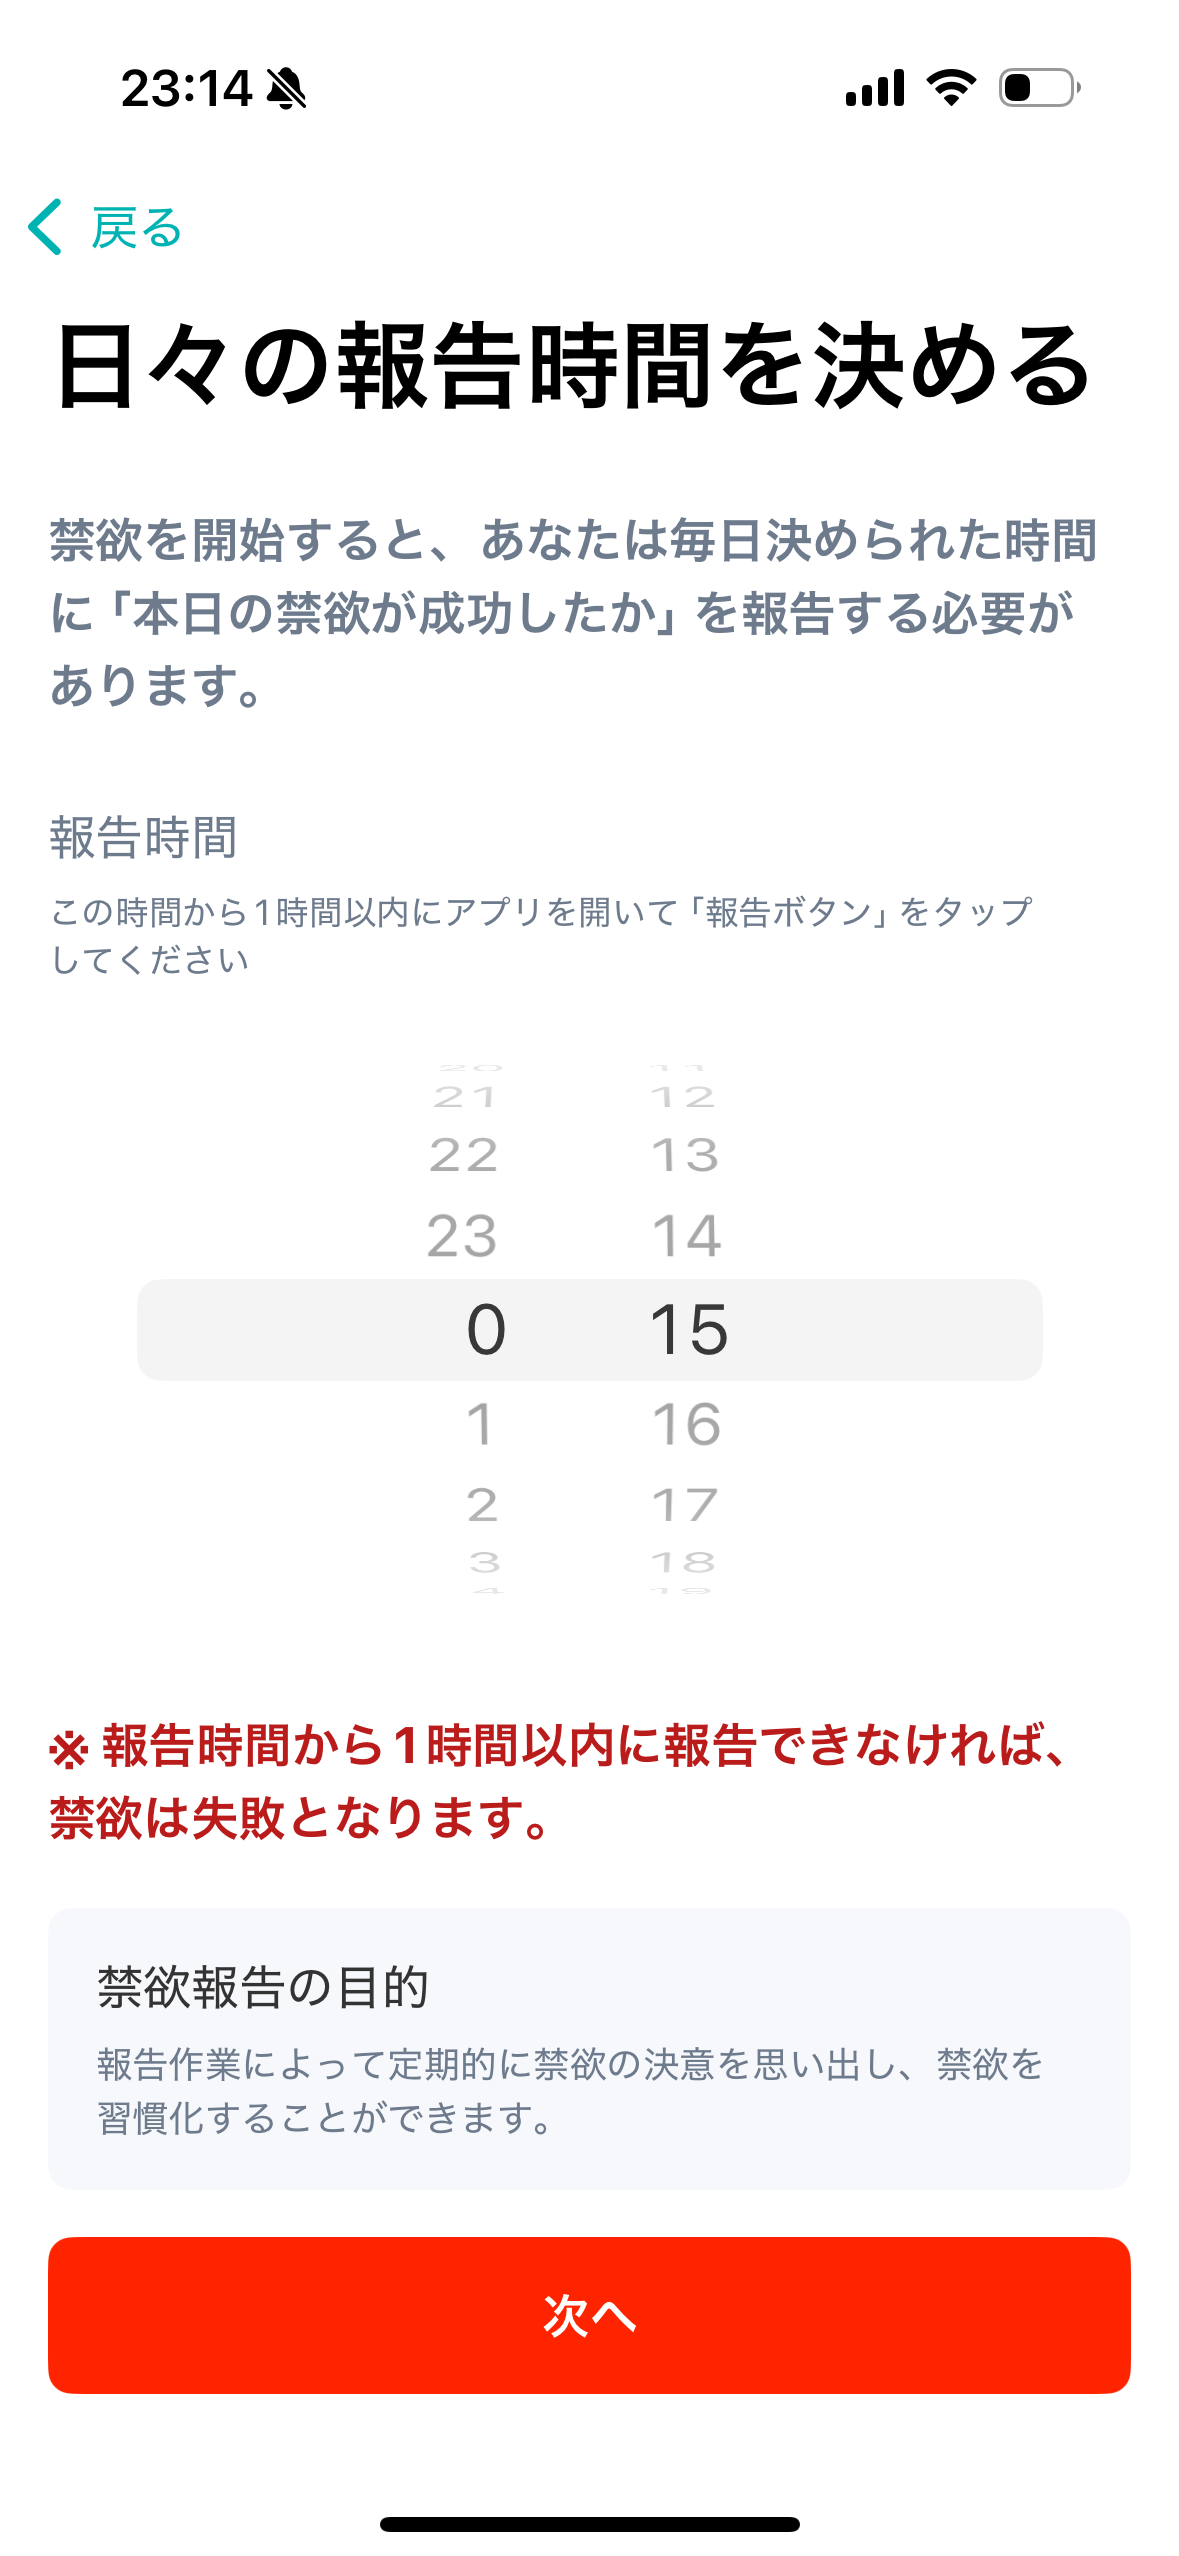 23:14
戻る
日々の報告時間を決める
禁欲を開始すると、あなたは毎日決められた時間
に「本日の禁欲が成功したか」を報告する必要が
あります。
報告時間
この時間から1時間以内にアプリを開いて「報告ボタン」をタップ
してください
20 11
21 12
22 13
23 14
0 15
1 16
2 17
3 18
4 19
※ 報告時間から1時間以内に報告できなければ、
禁欲は失敗となります。
禁欲報告の目的
報告作業によって定期的に禁欲の決意を思い出し、禁欲を
習慣化することができます。
次へ